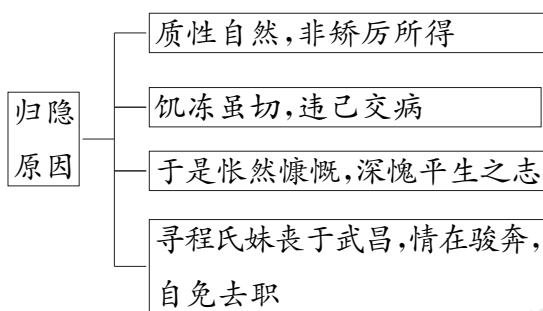 归隐
原因
质性自然,非矫厉所得
饥冻虽切,违己交病
于是怅然慷慨,深愧平生之志
寻程氏妹丧于武昌,情在骏奔,
自免去职